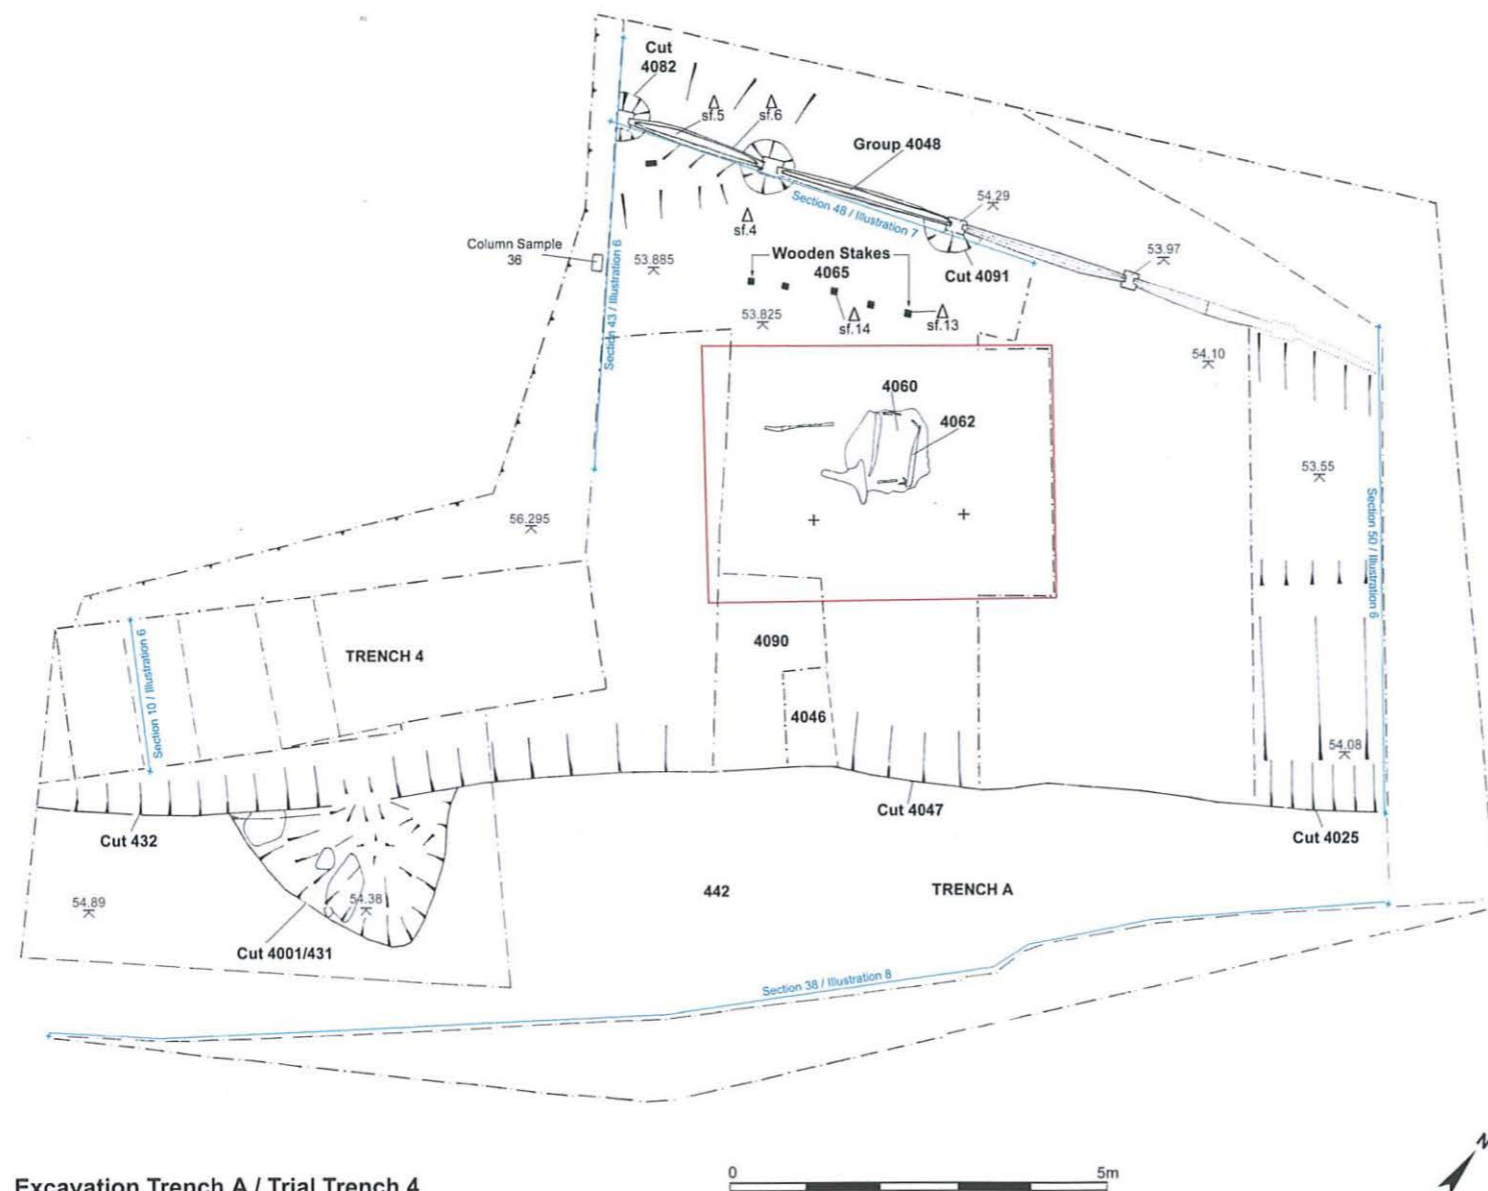 Cut
4082
sf.5
sf.6
Group 4048
Section 48 / Illustration 7
54.29
sf.4
Column Sample
36
53.885
Section 43 / Illustration 6
Wooden Stakes
4065
Cut 4091
53.97
53.825
sf.14
sf.13
54.10
4060
4062
53.55
56.295
Section 50 / Illustration 6
TRENCH 4
Section 10 / Illustration 6
4090
4046
54.08
Cut 432
Cut 4047
Cut 4025
54.89
54.38
442
TRENCH A
Cut 4001/431
Section 38 / Illustration 8
N
0
5m
Excavation Trench A / Trial Trench 4